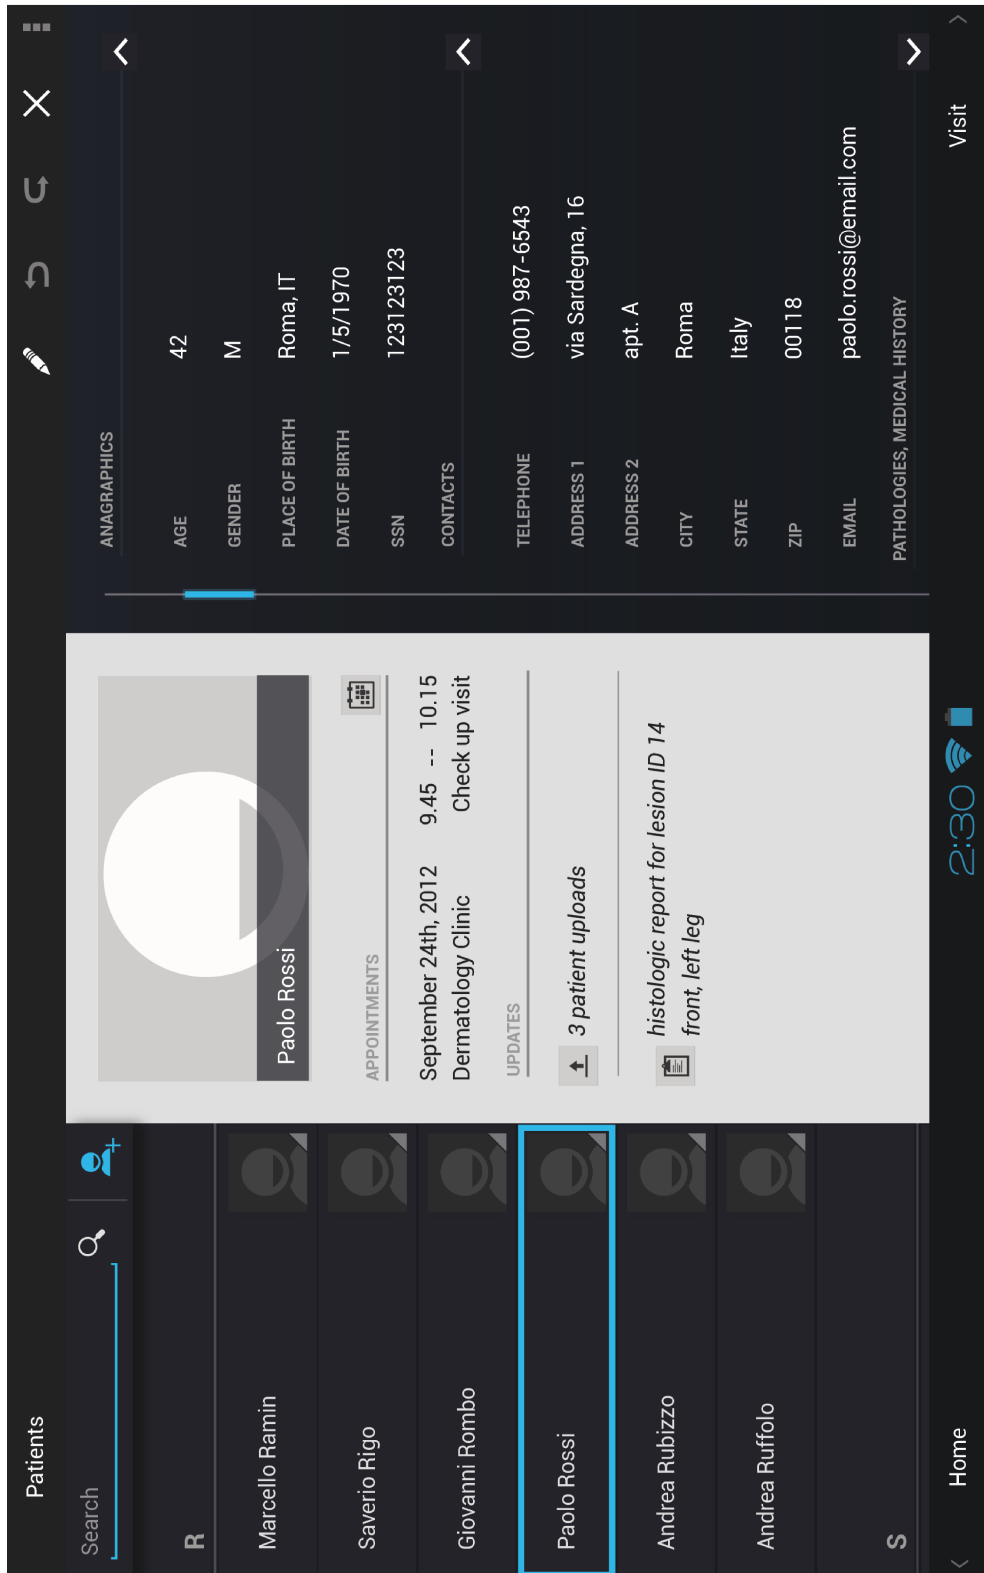 Patients
Search
R
Marcello Ramin
Saverio Rigo
Giovanni Rombo
Paolo Rossi
Andrea Rubizzo
Andrea Ruffolo
S
Paolo Rossi
APPOINTMENTS
September 24th, 2012 9.45 -- 10.15
Dermatology Clinic Check up visit
UPDATES
3 patient uploads
histologic report for lesion ID 14
front, left leg
ANAGRAPHICS
AGE 42
GENDER M
PLACE OF BIRTH Roma, IT
DATE OF BIRTH 1/5/1970
SSN 123123123
CONTACTS
TELEPHONE (001) 987-6543
ADDRESS 1 via Sardegna, 16
ADDRESS 2 apt. A
CITY Roma
STATE Italy
ZIP 00118
EMAIL paolo.rossi@email.com
PATHOLOGIES, MEDICAL HISTORY
Home
2:30
Visit